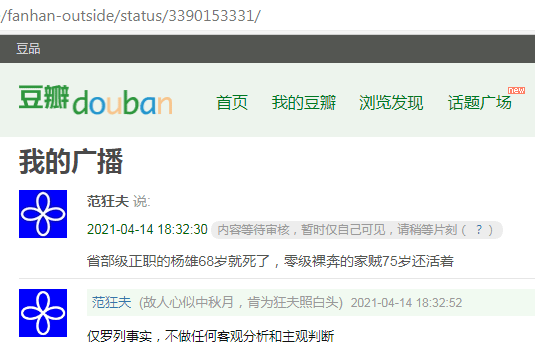 /fanhan-outside/status/3390153331/
豆品
豆瓣douban 首页 我的豆瓣 浏览发现 话题广场 new
我的广播
范狂夫 说:
2021-04-14 18:32:30 内容等待审核，暂时仅自己可见，请稍等片刻（ ? ）
省部级正职的杨雄68岁就死了，零级裸奔的家贼75岁还活着
范狂夫 (故人心似中秋月，肯为狂夫照白头) 2021-04-14 18:32:52
仅罗列事实，不做任何客观分析和主观判断